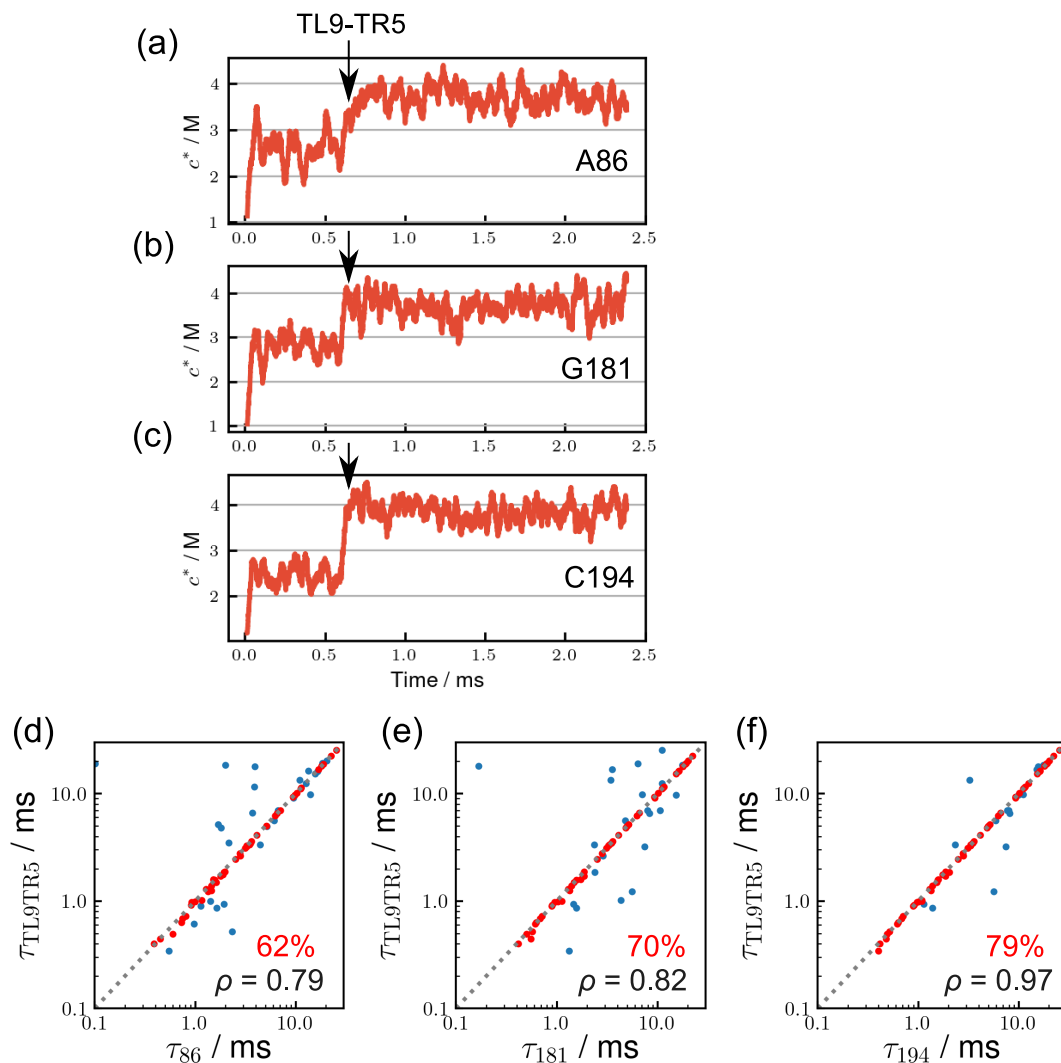 TL9-TR5
(a)
4
3
2
1
c* / M
A86
0.0 0.5 1.0 1.5 2.0 2.5
(b)
4
3
2
1
c* / M
G181
0.0 0.5 1.0 1.5 2.0 2.5
(c)
4
3
2
c* / M
C194
0.0 0.5 1.0 1.5 2.0 2.5
Time / ms
(d)
10.0
1.0
0.1
τTL9TR5 / ms
62%
ρ = 0.79
0.1 1.0 10.0
τ86 / ms
(e)
10.0
1.0
0.1
τTL9TR5 / ms
70%
ρ = 0.82
0.1 1.0 10.0
τ181 / ms
(f)
10.0
1.0
0.1
τTL9TR5 / ms
79%
ρ = 0.97
0.1 1.0 10.0
τ194 / ms